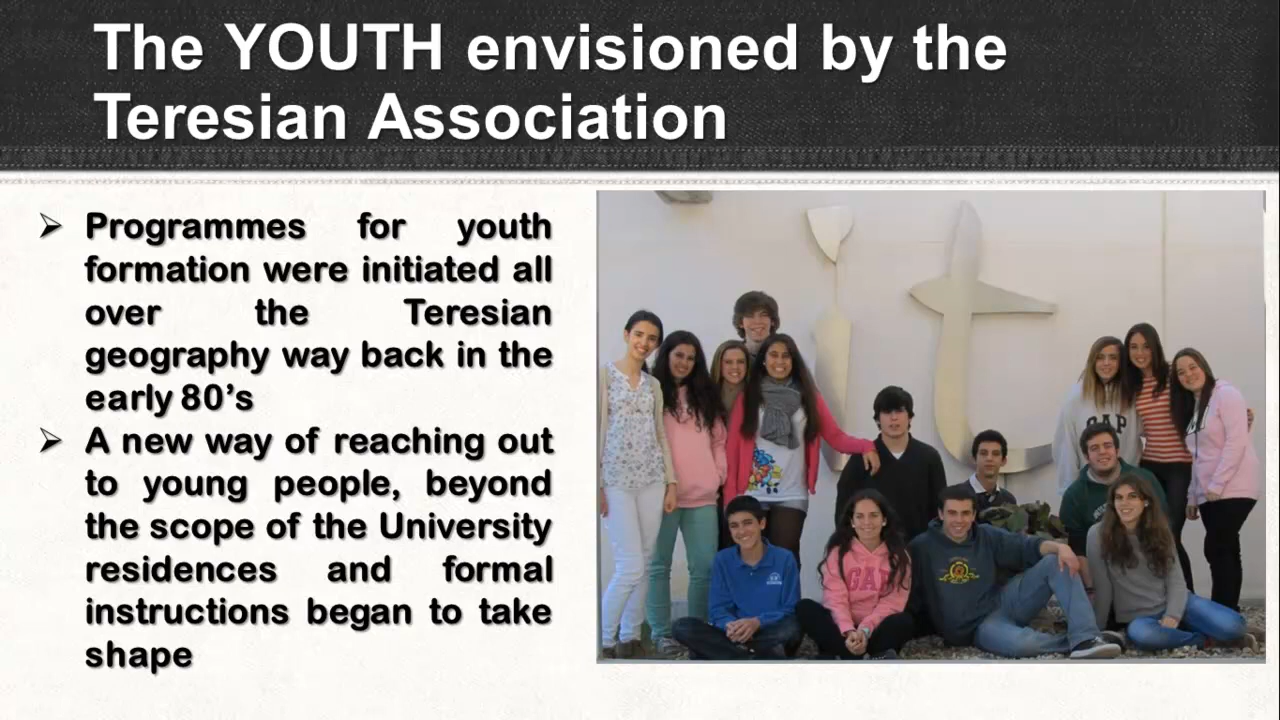 The YOUTH envisioned by the
Teresian Association
➢ Programmes for youth
formation were initiated all
over the Teresian
geography way back in the
early 80’s
➢ A new way of reaching out
to young people, beyond
the scope of the University
residences and formal
instructions began to take
shape
it
GAP
GAP